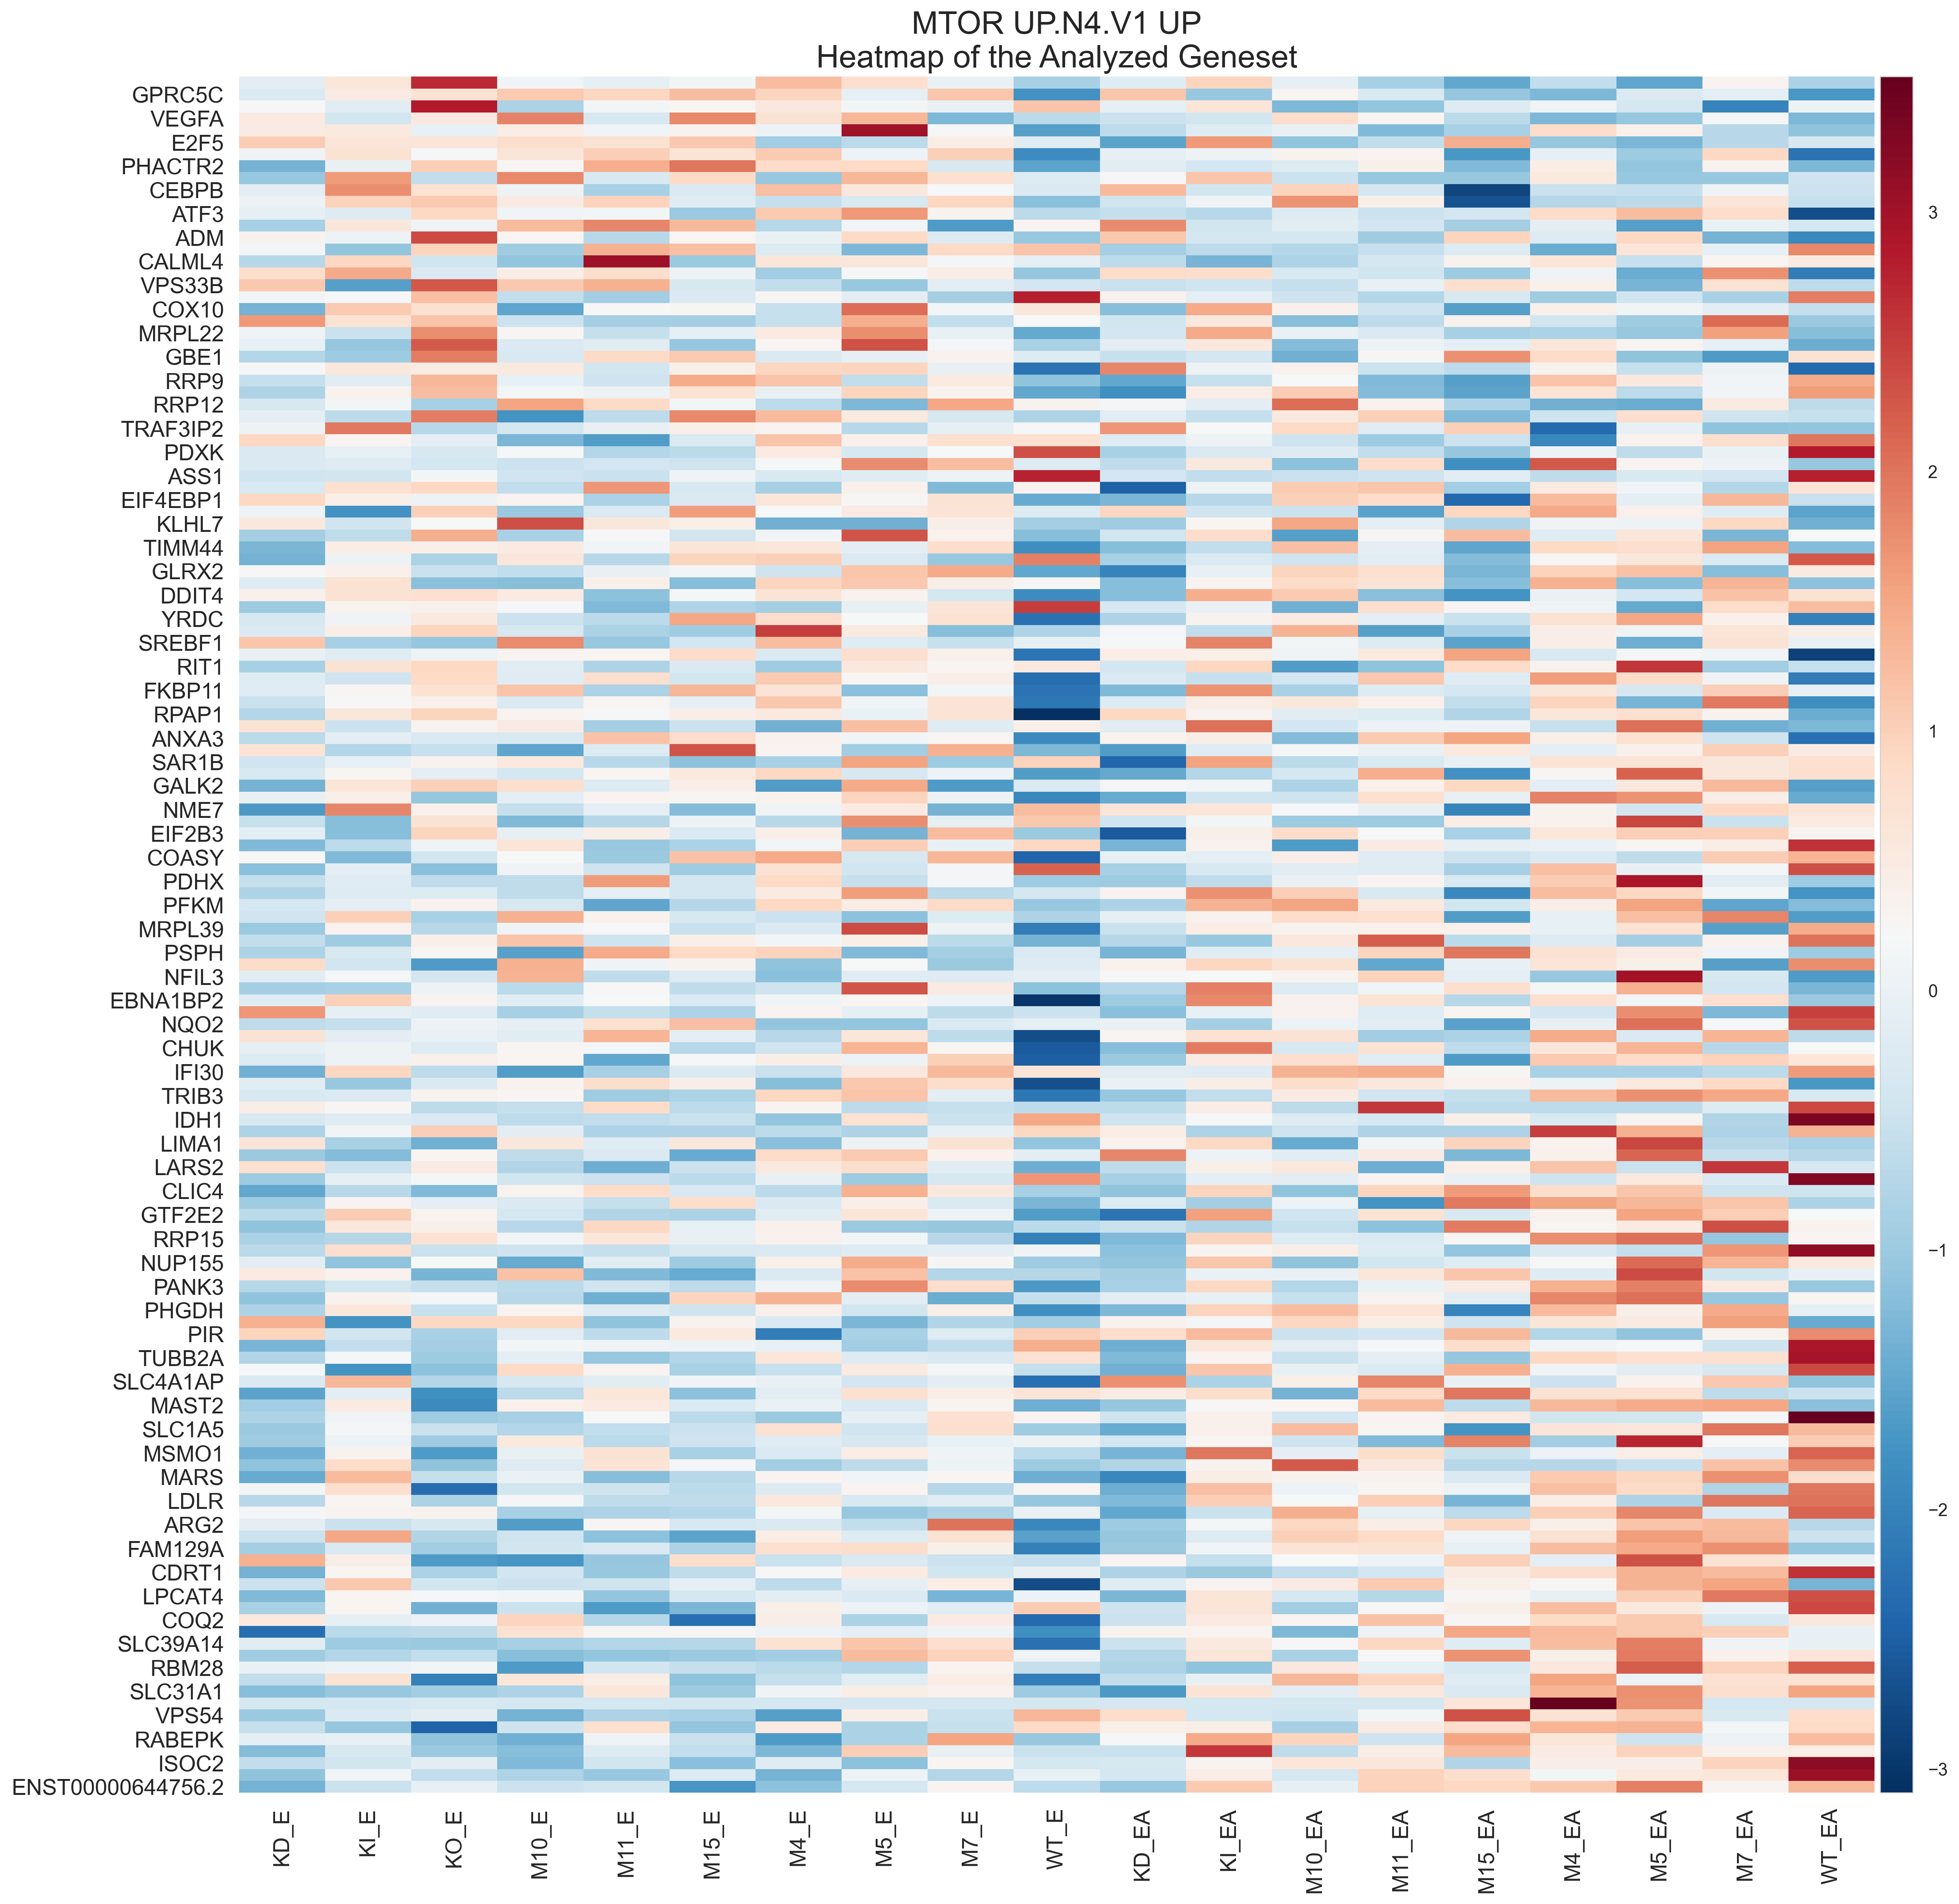 MTOR UP.N4.V1 UP
Heatmap of the Analyzed Geneset
GPRC5C
VEGFA
E2F5
PHACTR2
CEBPB
ATF3
ADM
CALML4
VPS33B
COX10
MRPL22
GBE1
RRP9
RRP12
TRAF3IP2
PDXK
ASS1
EIF4EBP1
KLHL7
TIMM44
GLRX2
DDIT4
YRDC
SREBF1
RIT1
FKBP11
RPAP1
ANXA3
SAR1B
GALK2
NME7
EIF2B3
COASY
PDHX
PFKM
MRPL39
PSPH
NFIL3
EBNA1BP2
NQO2
CHUK
IFI30
TRIB3
IDH1
LIMA1
LARS2
CLIC4
GTF2E2
RRP15
NUP155
PANK3
PHGDH
PIR
TUBB2A
SLC4A1AP
MAST2
SLC1A5
MSMO1
MARS
LDLR
ARG2
FAM129A
CDRT1
LPCAT4
COQ2
SLC39A14
RBM28
SLC31A1
VPS54
RABEPK
ISOC2
ENST00000644756.2
KD_E
KI_E
KO_E
M10_E
M11_E
M15_E
M4_E
M5_E
M7_E
WT_E
KD_EA
KI_EA
M10_EA
M11_EA
M15_EA
M4_EA
M5_EA
M7_EA
WT_EA
3
2
1
0
−1
−2
−3